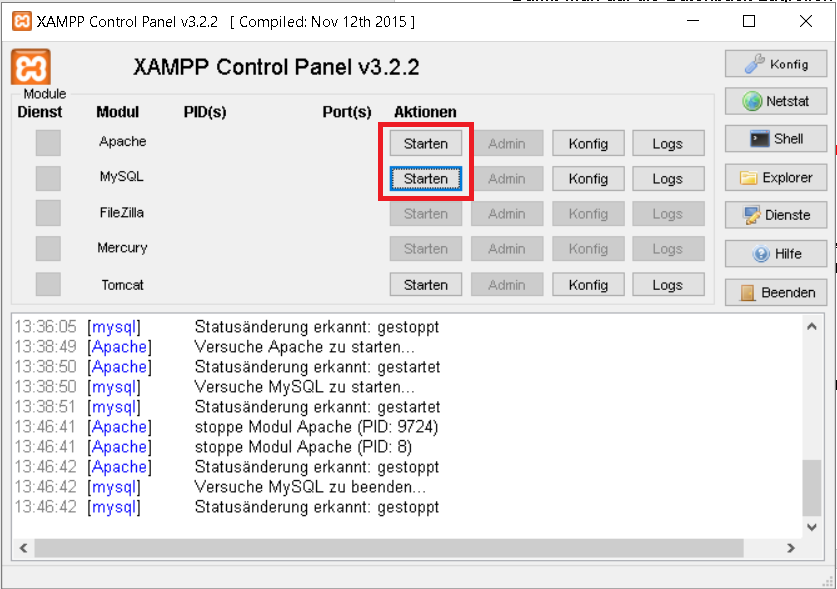 XAMPP Control Panel v3.2.2 [ Compiled: Nov 12th 2015 ]
XAMPP Control Panel v3.2.2
Konfig
Module
Dienst Modul PID(s) Port(s) Aktionen
Netstat
Apache Starten Admin Konfig Logs
Shell
MySQL Starten Admin Konfig Logs
Explorer
FileZilla Starten Admin Konfig Logs
Dienste
Mercury Starten Admin Konfig Logs
Hilfe
Tomcat Starten Admin Konfig Logs
Beenden
13:36:05 [mysql] Statusänderung erkannt: gestoppt
13:38:49 [Apache] Versuche Apache zu starten...
13:38:50 [Apache] Statusänderung erkannt: gestartet
13:38:50 [mysql] Versuche MySQL zu starten...
13:38:51 [mysql] Statusänderung erkannt: gestartet
13:46:41 [Apache] stoppe Modul Apache (PID: 9724)
13:46:41 [Apache] stoppe Modul Apache (PID: 8)
13:46:42 [Apache] Statusänderung erkannt: gestoppt
13:46:42 [mysql] Versuche MySQL zu beenden...
13:46:42 [mysql] Statusänderung erkannt: gestoppt